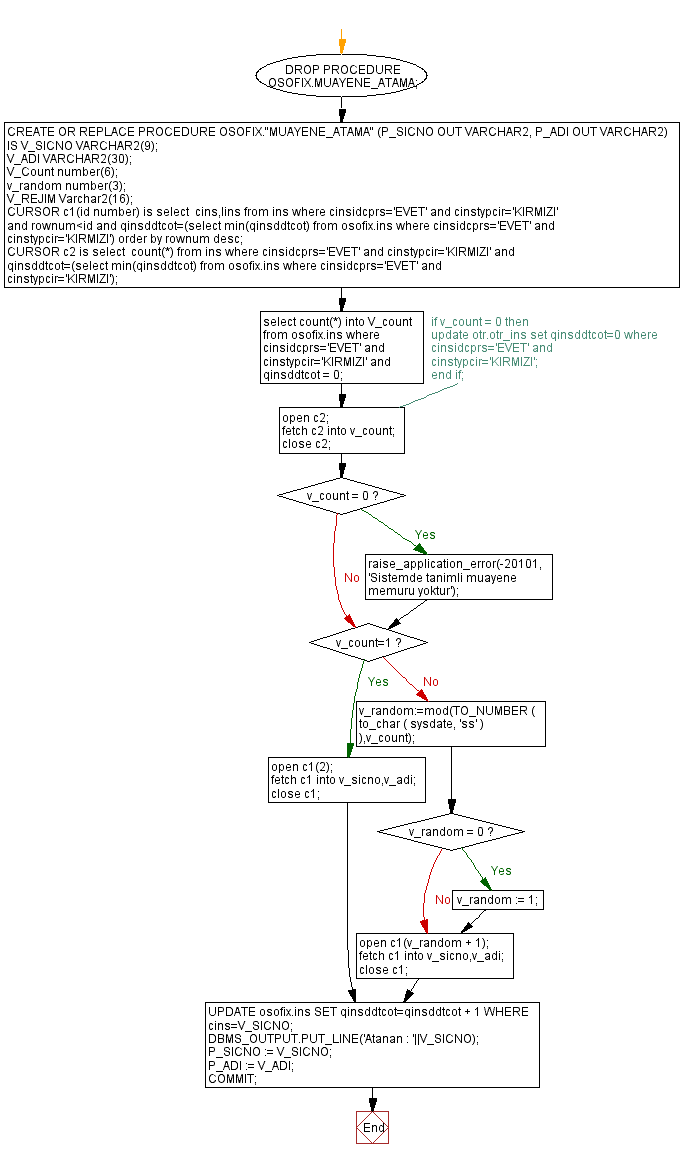 DROP PROCEDURE
OSOFIX.MUAYENE_ATAMA;
CREATE OR REPLACE PROCEDURE OSOFIX."MUAYENE_ATAMA" (P_SICNO OUT VARCHAR2, P_ADI OUT VARCHAR2)
IS V_SICNO VARCHAR2(9);
V_ADI VARCHAR2(30);
V_Count number(6);
v_random number(3);
V_REJIM Varchar2(16);
CURSOR c1(id number) is select  cins,lins from ins where cinsidcprs='EVET' and cinstypcir='KIRMIZI'
and rownum<id and qinsddtcot=(select min(qinsddtcot) from osofix.ins where cinsidcprs='EVET' and
cinstypcir='KIRMIZI') order by rownum desc;
CURSOR c2 is select  count(*) from ins where cinsidcprs='EVET' and cinstypcir='KIRMIZI' and
qinsddtcot=(select min(qinsddtcot) from osofix.ins where cinsidcprs='EVET' and
cinstypcir='KIRMIZI');
select count(*) into V_count
from osofix.ins where
cinsidcprs='EVET' and
cinstypcir='KIRMIZI' and
qinsddtcot = 0;
if v_count = 0 then
update otr.otr_ins set qinsddtcot=0 where
cinsidcprs='EVET' and
cinstypcir='KIRMIZI';
end if;
open c2;
fetch c2 into v_count;
close c2;
v_count = 0 ?
Yes
No
raise_application_error(-20101,
'Sistemde tanimli muayene
memuru yoktur');
v_count=1 ?
Yes
No
v_random:=mod(TO_NUMBER (
to_char ( sysdate, 'ss' )
),v_count);
open c1(2);
fetch c1 into v_sicno,v_adi;
close c1;
v_random = 0 ?
Yes
No
v_random := 1;
open c1(v_random + 1);
fetch c1 into v_sicno,v_adi;
close c1;
UPDATE osofix.ins SET qinsddtcot=qinsddtcot + 1 WHERE
cins=V_SICNO;
DBMS_OUTPUT.PUT_LINE('Atanan : '||V_SICNO);
P_SICNO := V_SICNO;
P_ADI := V_ADI;
COMMIT;
End